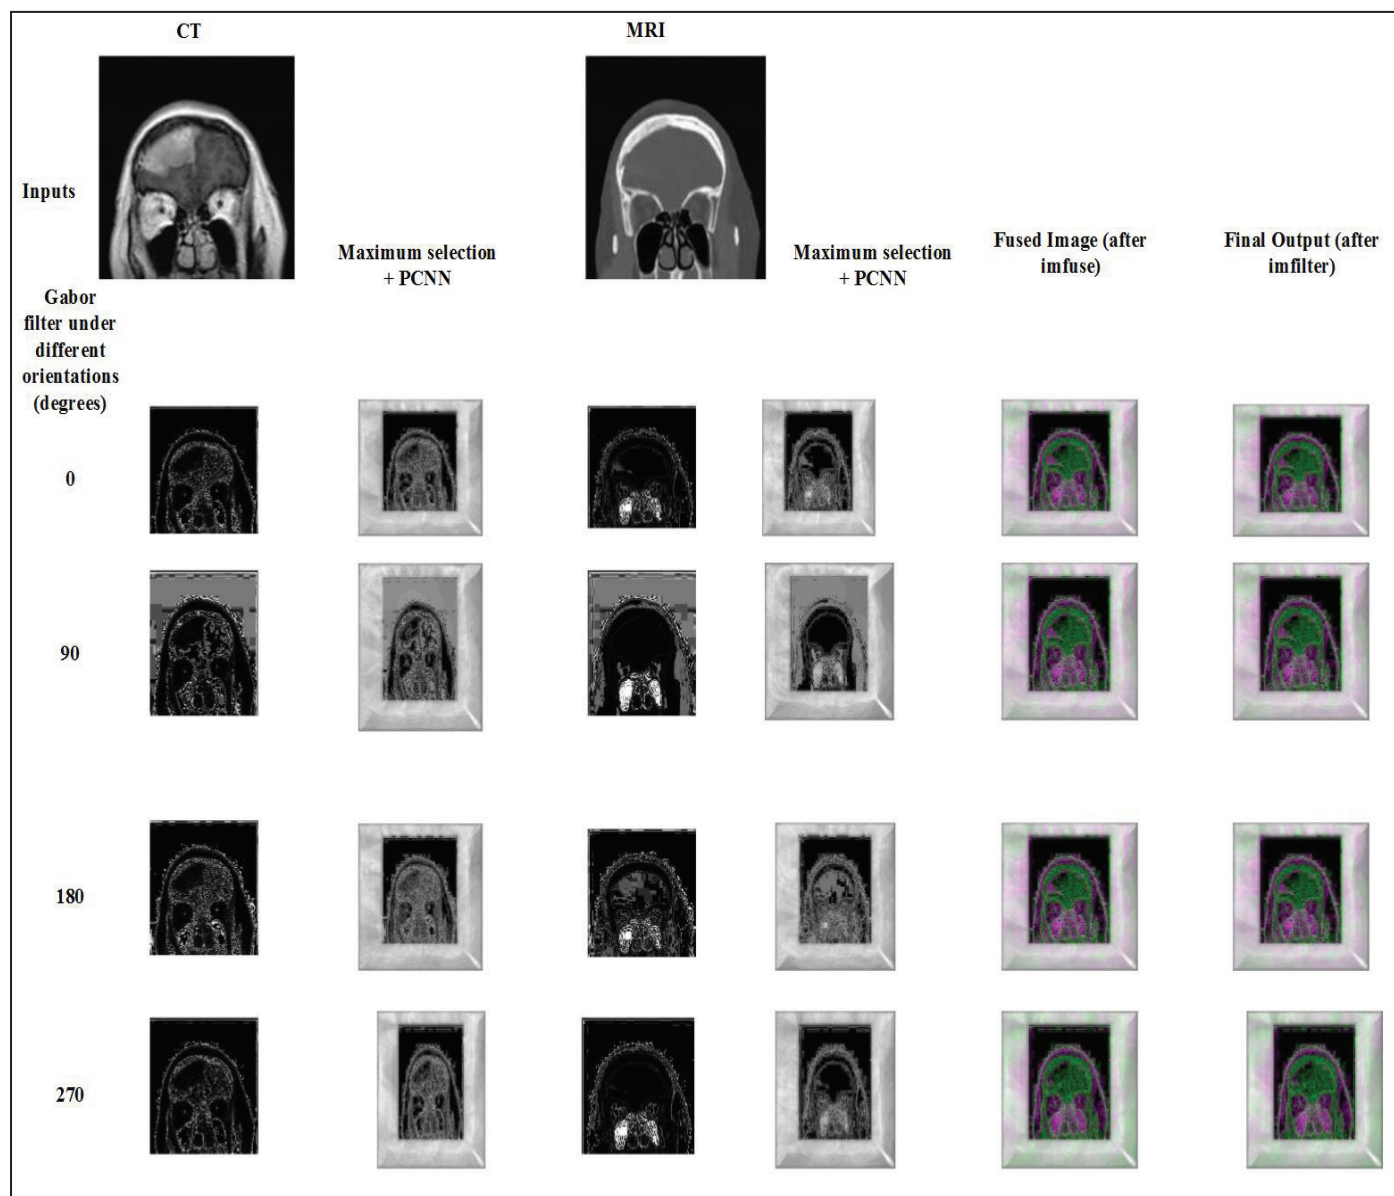 CT
MRI
Inputs
Maximum selection
+ PCNN
Maximum selection
+ PCNN
Fused Image (after
imfuse)
Final Output (after
imfilter)
Gabor
filter under
different
orientations
(degrees)
0
90
180
270